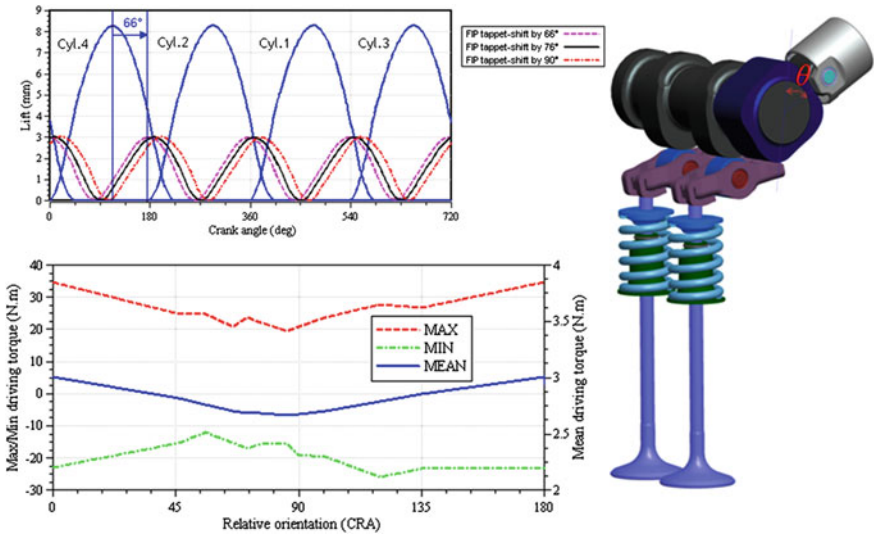 9
8
7
6
5
4
3
2
1
0
Lift (mm)
66°
Cyl.4
Cyl.2
Cyl.1
Cyl.3
0 180 360 540 720
Crank angle (deg)
FIP tappet-shift by 66°
FIP tappet-shift by 76°
FIP tappet-shift by 90°
θ
40
30
20
10
0
-10
-20
-30
Max/Min driving torque (N.m)
MAX
MIN
MEAN
4
3.5
3
2.5
2
Mean driving torque (N.m)
0 45 90 135 180
Relative orientation (CRA)